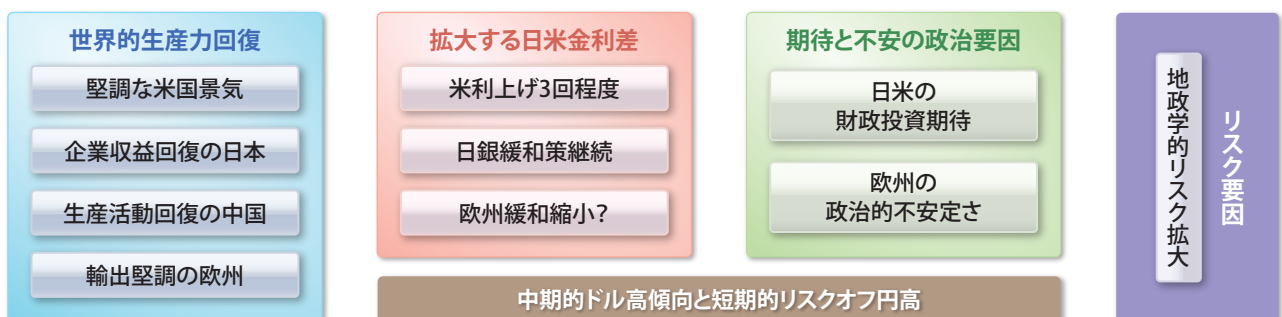 世界的生産力回復
堅調な米国景気
企業収益回復の日本
生産活動回復の中国
輸出堅調の欧州
拡大する日米金利差
米利上げ3回程度
日銀緩和策継続
欧州緩和縮小?
期待と不安の政治要因
日米の
財政投資期待
欧州の
政治的不安定さ
中期的ドル高傾向と短期的リスクオフ円高
リスク要因
地政学的リスク拡大